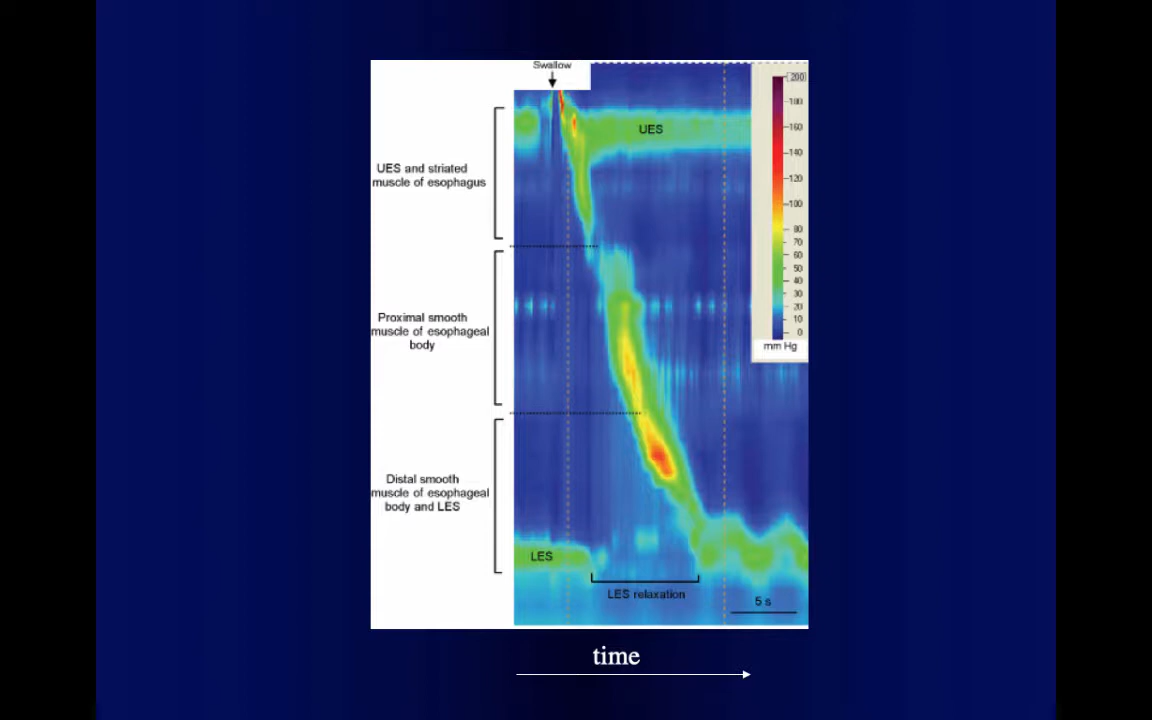 Swallow
UES
UES and striated
muscle of esophagus
Proximal smooth
muscle of esophageal
body
Distal smooth
muscle of esophageal
body and LES
LES
LES relaxation
5 s
200
180
160
140
120
100
80
70
60
50
40
30
20
10
0
mm Hg
time